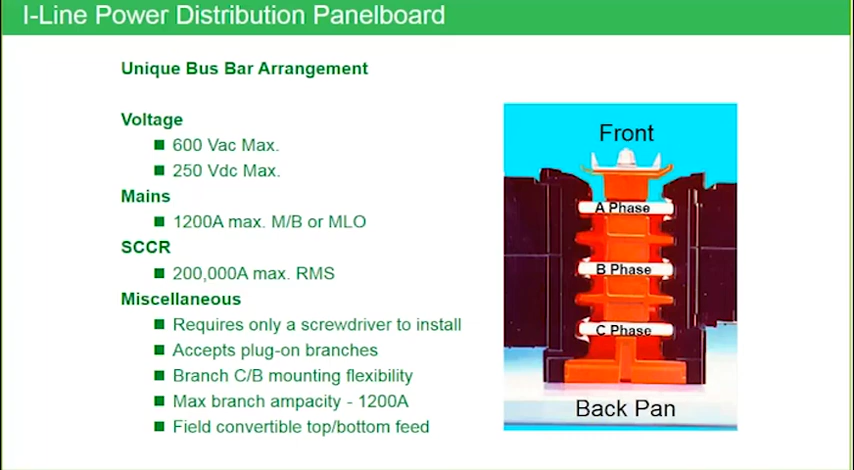 I-Line Power Distribution Panelboard
Unique Bus Bar Arrangement
Voltage
600 Vac Max.
250 Vdc Max.
Mains
1200A max. M/B or MLO
SCCR
200,000A max. RMS
Miscellaneous
Requires only a screwdriver to install
Accepts plug-on branches
Branch C/B mounting flexibility
Max branch ampacity - 1200A
Field convertible top/bottom feed
Front
A Phase
B Phase
C Phase
Back Pan